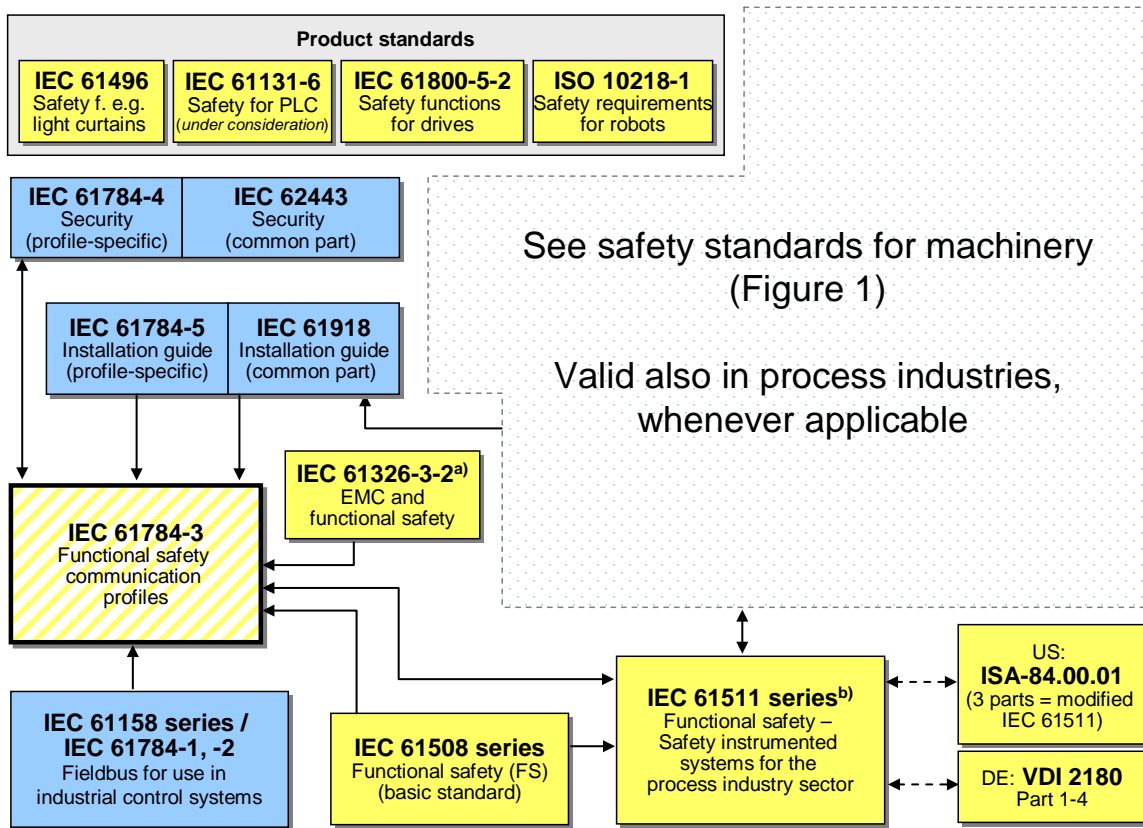 Product standards
IEC 61496
Safety f. e.g.
light curtains
IEC 61131-6
Safety for PLC
(under consideration)
IEC 61800-5-2
Safety functions
for drives
ISO 10218-1
Safety requirements
for robots
IEC 61784-4
Security
(profile-specific)
IEC 62443
Security
(common part)
See safety standards for machinery
(Figure 1)
Valid also in process industries,
whenever applicable
IEC 61784-5
Installation guide
(profile-specific)
IEC 61918
Installation guide
(common part)
IEC 61326-3-2a)
EMC and
functional safety
IEC 61784-3
Functional safety
communication
profiles
IEC 61158 series /
IEC 61784-1, -2
Fieldbus for use in
industrial control systems
IEC 61508 series
Functional safety (FS)
(basic standard)
IEC 61511 seriesb)
Functional safety –
Safety instrumented
systems for the
process industry sector
US:
ISA-84.00.01
(3 parts = modified
IEC 61511)
DE: VDI 2180
Part 1-4